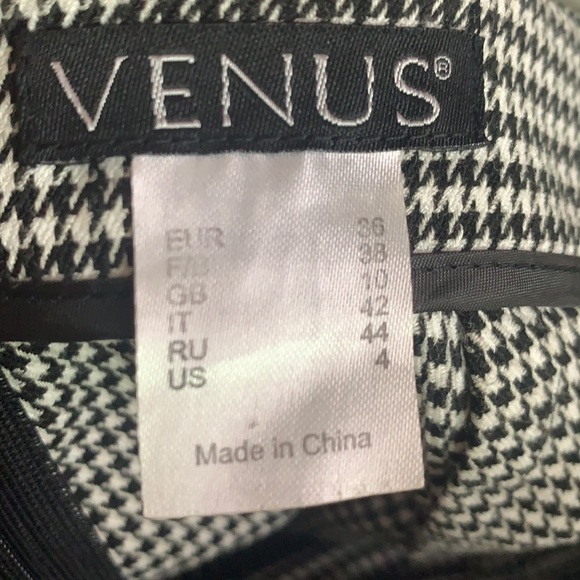 VENUS®
EUR 36
F/B 38
GB 10
IT 42
RU 44
US 4
Made in China